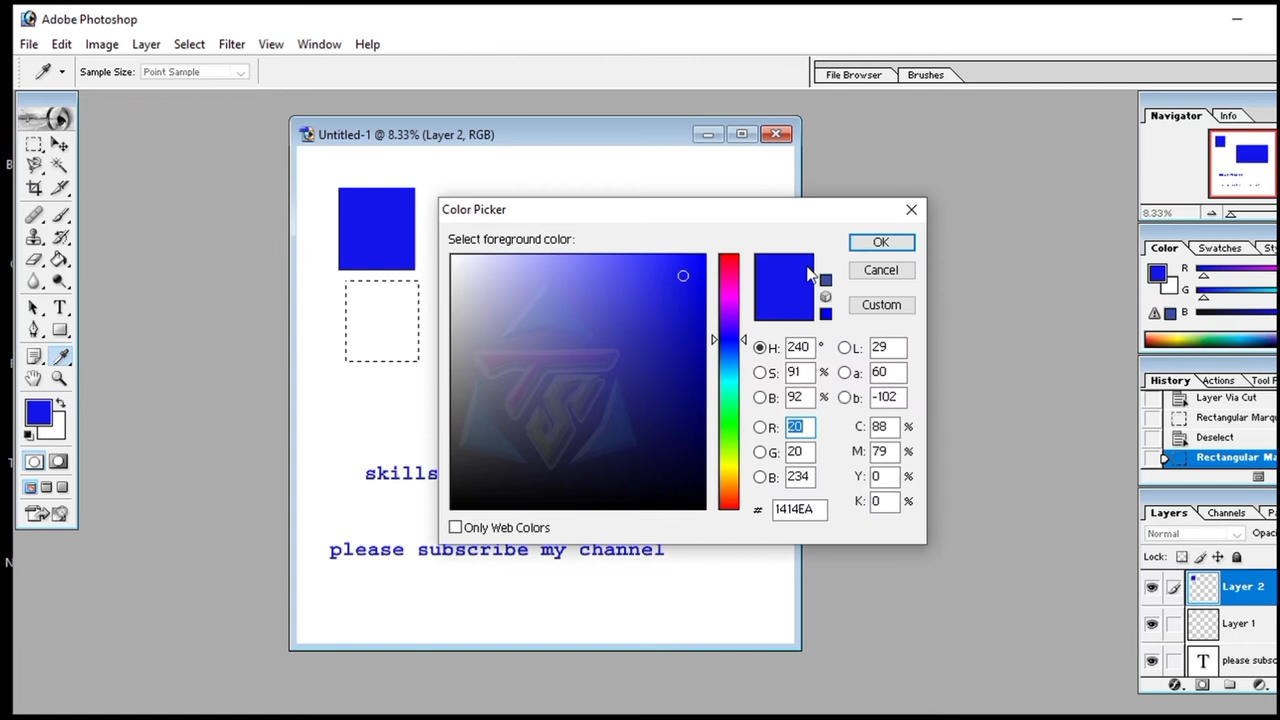 Adobe Photoshop
File Edit Image Layer Select Filter View Window Help
Sample Size: Point Sample
File Browser Brushes
Untitled-1 @ 8.33% (Layer 2, RGB)
Navigator Info
8.33%
Color Picker
Select foreground color:
OK
Cancel
Custom
H: 240 °
L: 29
S: 91 %
a: 60
B: 92 %
b: -102
R: 20
C: 88 %
G: 20
M: 79 %
B: 234
Y: 0 %
K: 0 %
# 1414EA
Only Web Colors
Color Swatches
R
G
B
History Actions Tool P
Layer Via Cut
Rectangular Marq
Deselect
Rectangular Ma
Layers Channels
Normal Opac
Lock:
Layer 2
Layer 1
T please subsc
skills
please subscribe my channel